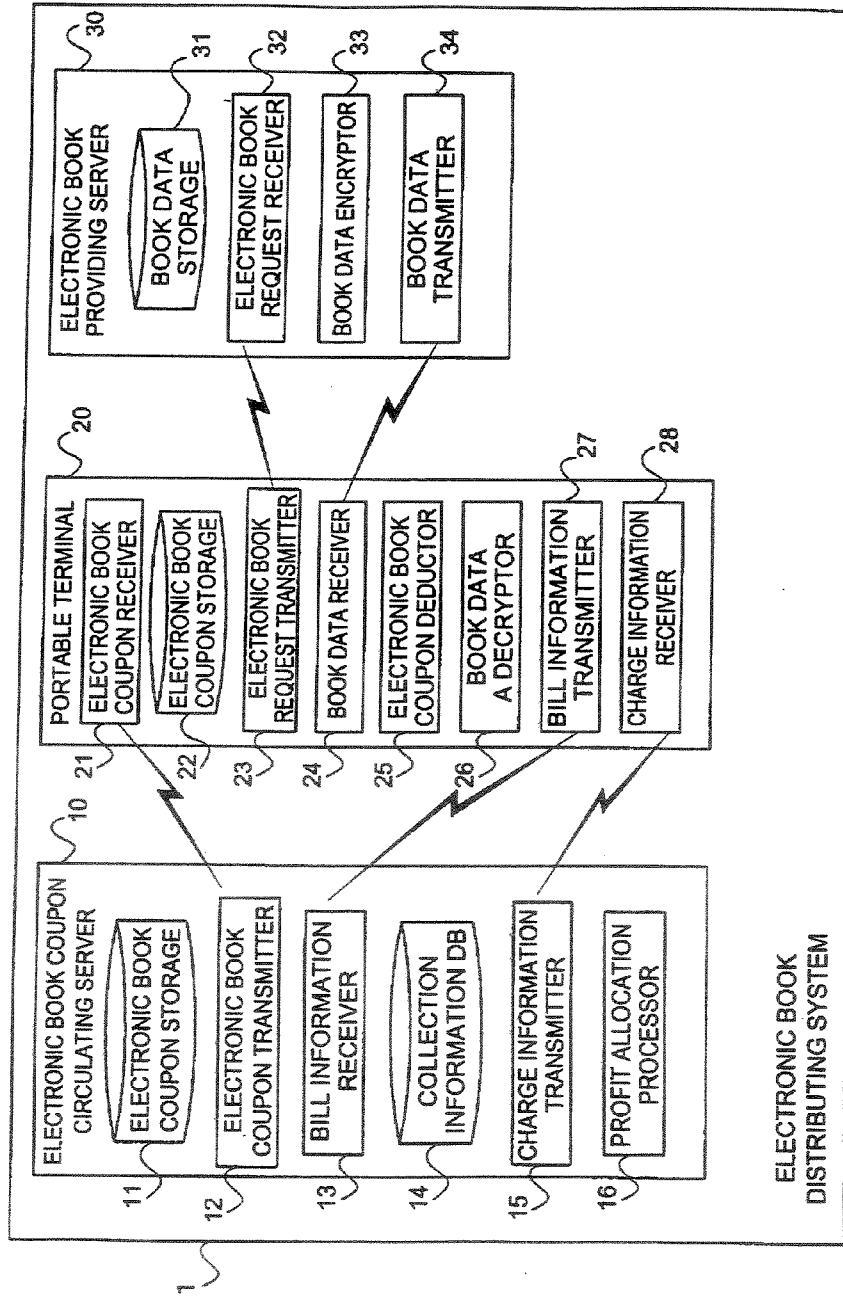 1
10
ELECTRONIC BOOK COUPON
CIRCULATING SERVER
ELECTRONIC BOOK
COUPON STORAGE
11
ELECTRONIC BOOK
COUPON TRANSMITTER
12
BILL INFORMATION
RECEIVER
13
COLLECTION
INFORMATION DB
14
CHARGE INFORMATION
TRANSMITTER
15
PROFIT ALLOCATION
PROCESSOR
16
20
PORTABLE TERMINAL
ELECTRONIC BOOK
COUPON RECEIVER
21
ELECTRONIC BOOK
COUPON STORAGE
22
ELECTRONIC BOOK
REQUEST TRANSMITTER
23
BOOK DATA RECEIVER
24
ELECTRONIC BOOK
COUPON DEDUCTOR
25
BOOK DATA
A DECRYPTOR
26
BILL INFORMATION
TRANSMITTER
27
CHARGE INFORMATION
RECEIVER
28
30
ELECTRONIC BOOK
PROVIDING SERVER
BOOK DATA
STORAGE
31
ELECTRONIC BOOK
REQUEST RECEIVER
32
BOOK DATA ENCRYPTOR
33
BOOK DATA
TRANSMITTER
34
ELECTRONIC BOOK
DISTRIBUTING SYSTEM